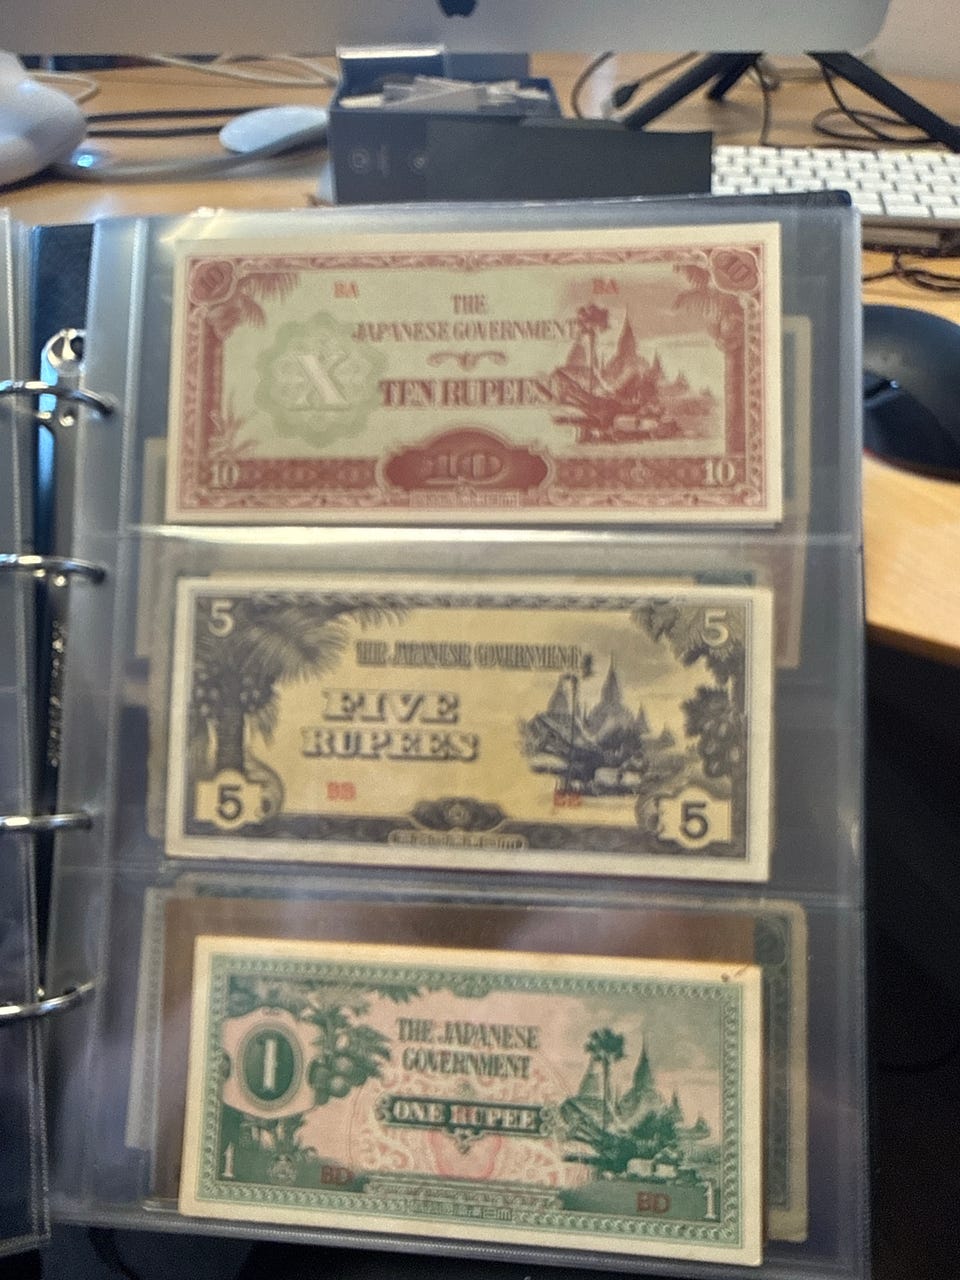 10 10
BA BA
THE
JAPANESE GOVERNMENT
X
TEN RUPEES
10
10 10
5 5
THE JAPANESE GOVERNMENT
FIVE
RUPEES
BB BB
5 5
THE JAPANESE
GOVERNMENT
1
ONE RUPEE
1 BD BD 1